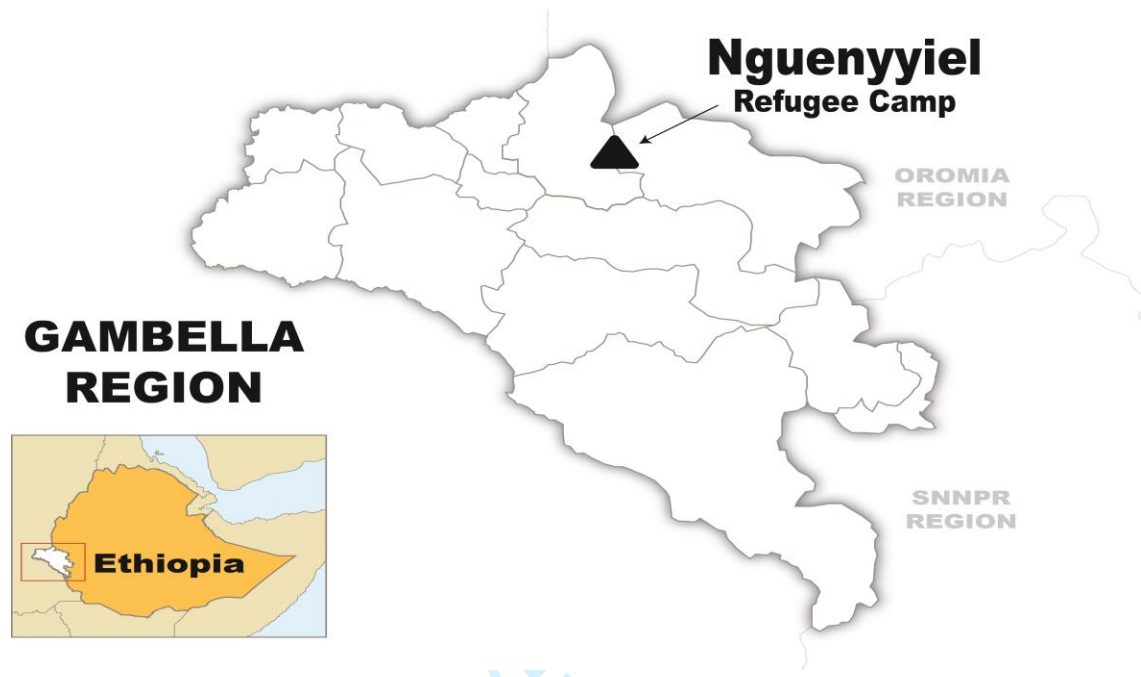 Nguenyyiel
Refugee Camp
OROMIA
REGION
GAMBELLA
REGION
SNNPR
REGION
Ethiopia